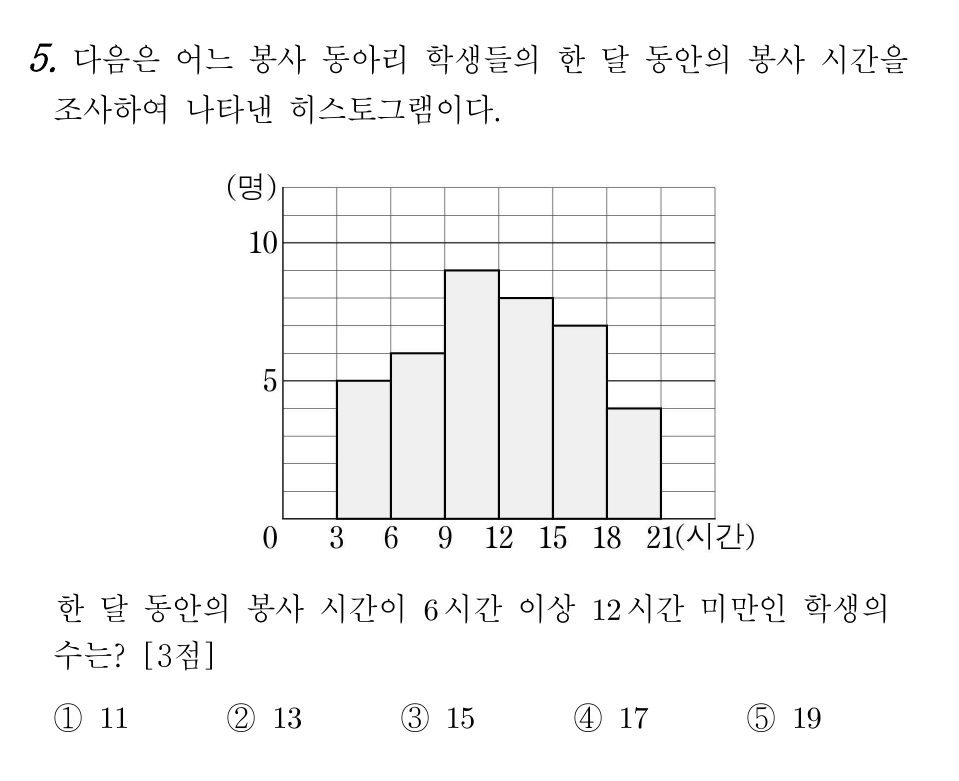 5. 다음은 어느 봉사 동아리 학생들의 한 달 동안의 봉사 시간을
조사하여 나타낸 히스토그램이다.
(명)
10
5
0 3 6 9 12 15 18 21(시간)
한 달 동안의 봉사 시간이 6시간 이상 12시간 미만인 학생의
수는? [3점]
① 11 ② 13 ③ 15 ④ 17 ⑤ 19